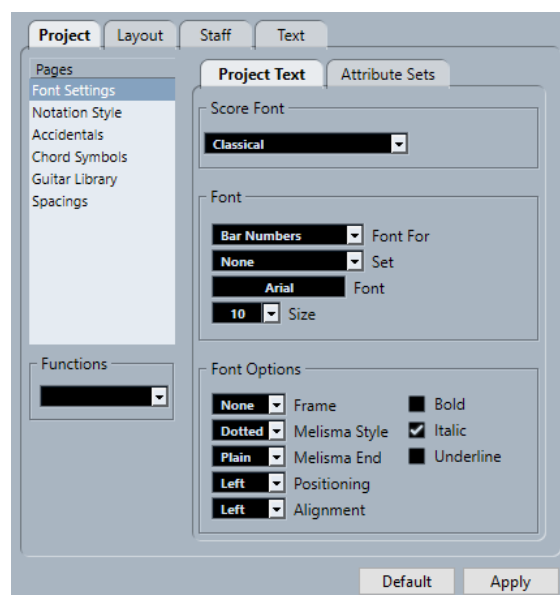 Project Layout Staff Text
Pages
Font Settings
Notation Style
Accidentals
Chord Symbols
Guitar Library
Spacings
Functions
Project Text Attribute Sets
Score Font
Classical
Font
Bar Numbers Font For
None Set
Arial Font
10 Size
Font Options
None Frame Bold
Dotted Melisma Style Italic
Plain Melisma End Underline
Left Positioning
Left Alignment
Default Apply